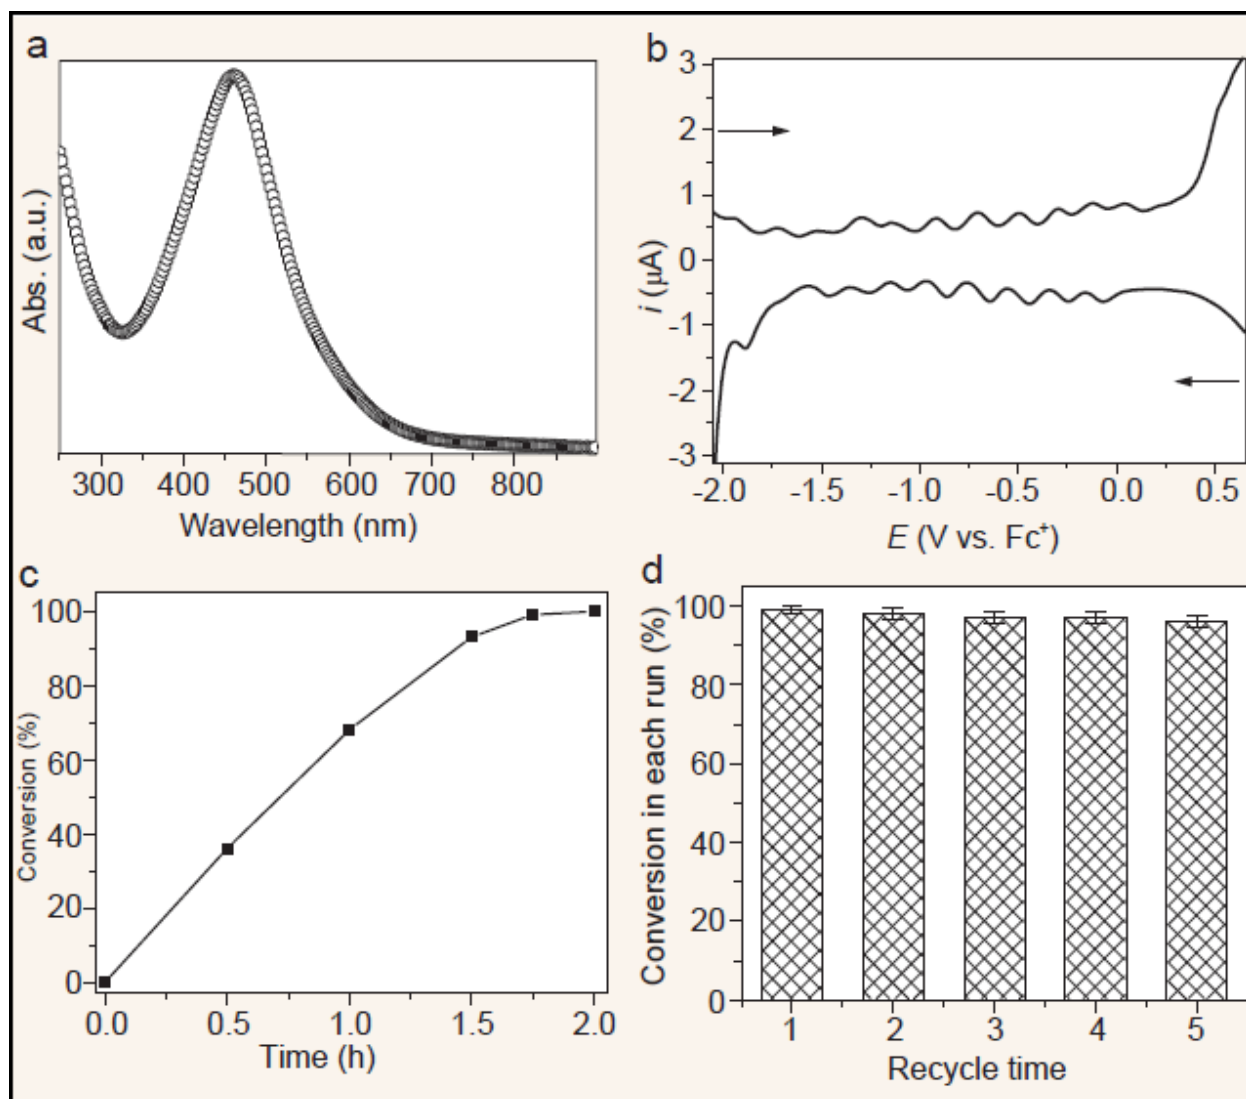 a
Abs. (a.u.)
300 400 500 600 700 800
Wavelength (nm)
b
3
2
1
0
-1
-2
-3
i (μA)
-2.0 -1.5 -1.0 -0.5 0.0 0.5
E (V vs. Fc⁺)
c
100
80
60
40
20
0
Conversion (%)
0.0 0.5 1.0 1.5 2.0
Time (h)
d
100
80
60
40
20
0
Conversion in each run (%)
1 2 3 4 5
Recycle time